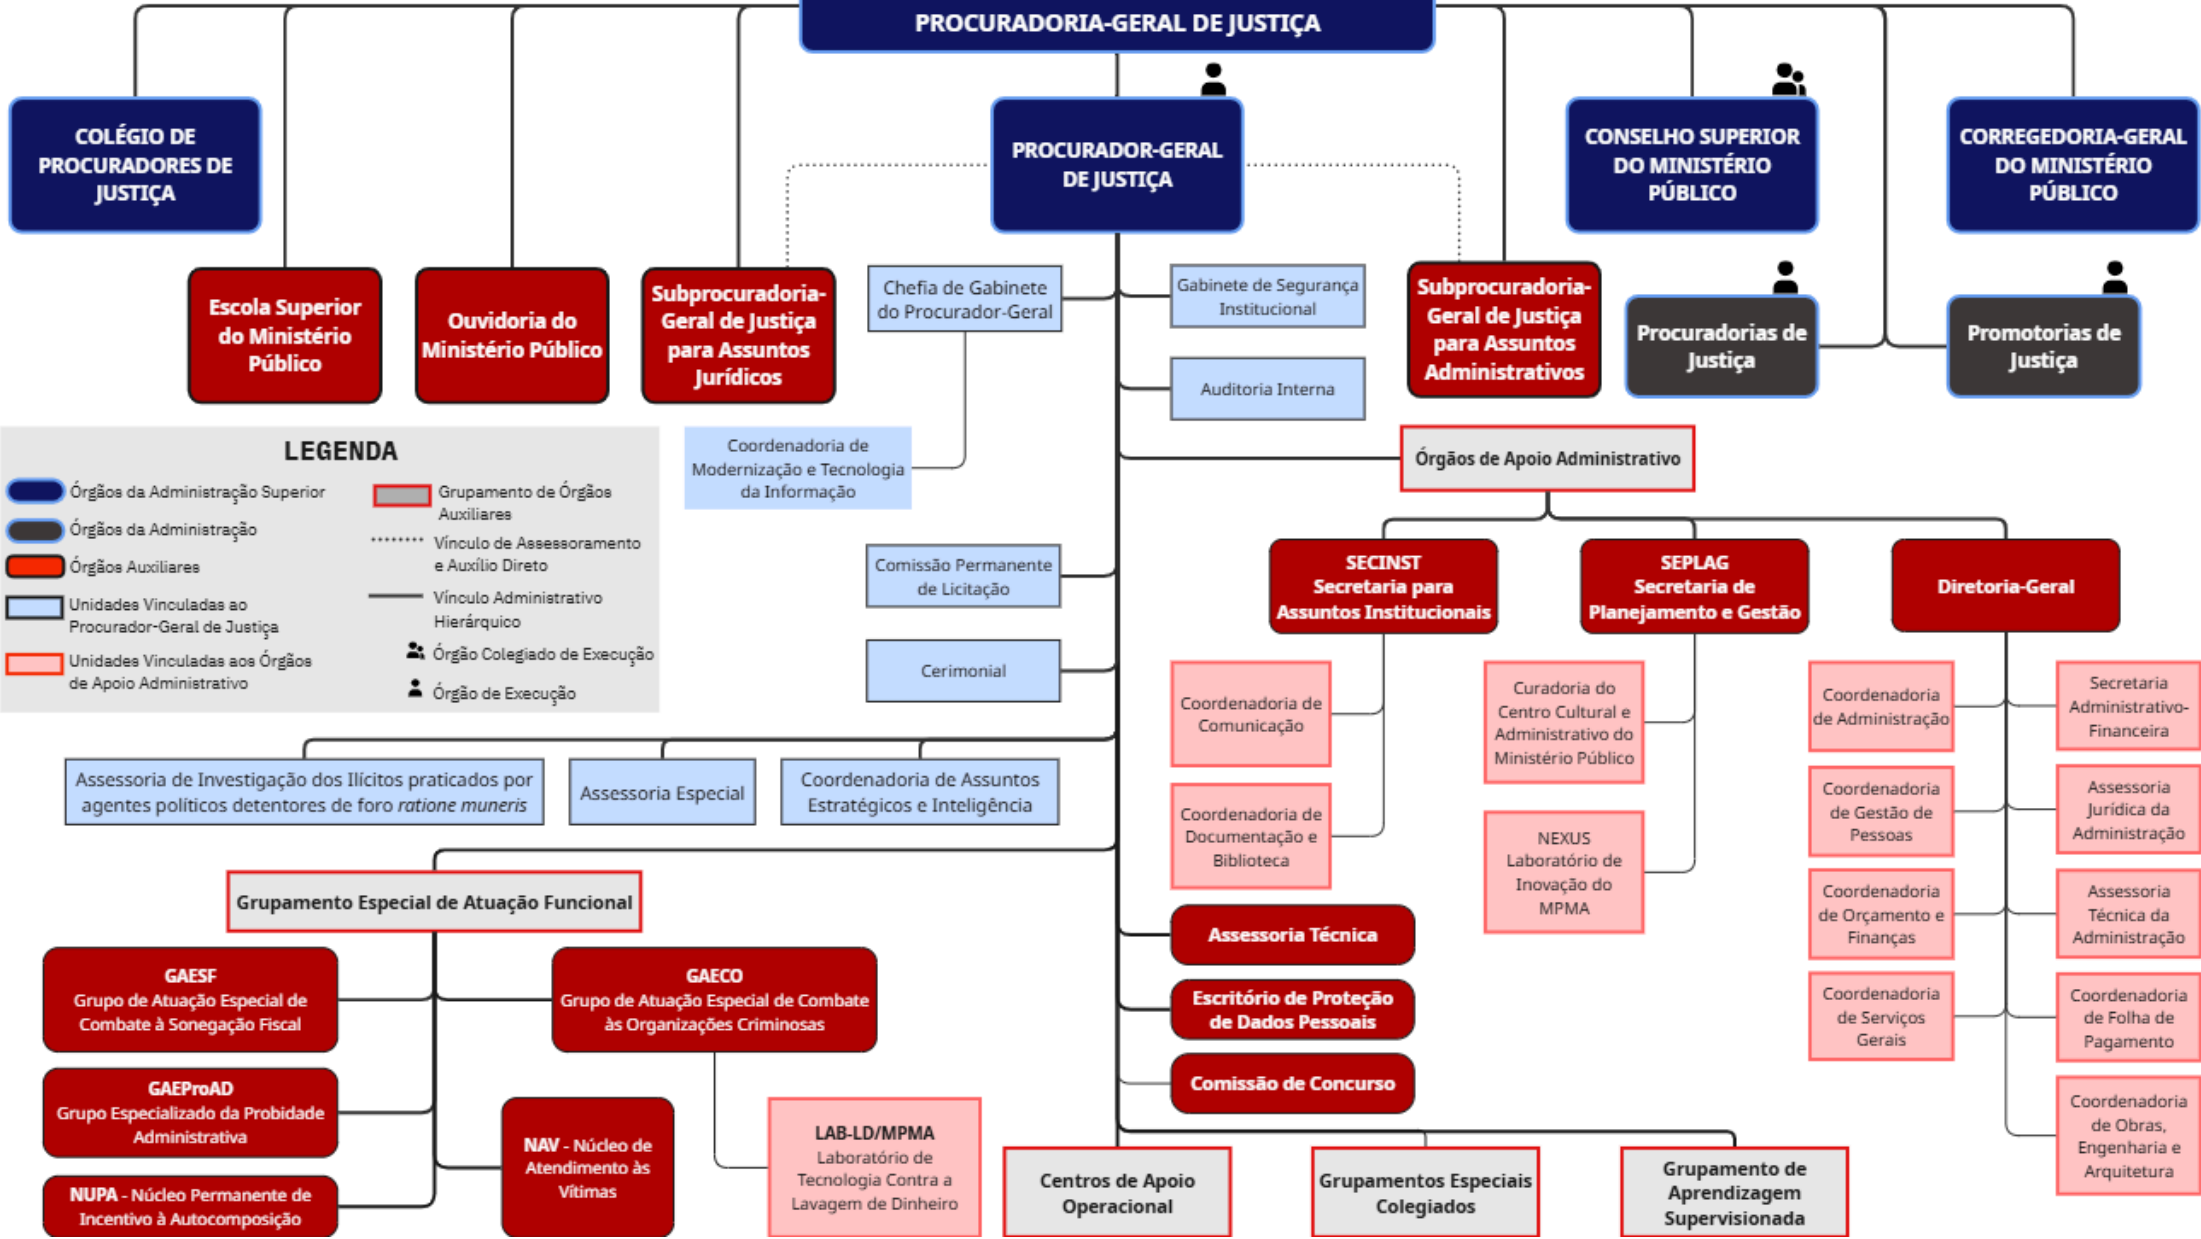 PROCURADORIA-GERAL DE JUSTIÇA
COLÉGIO DE
PROCURADORES DE
JUSTIÇA
PROCURADOR-GERAL
DE JUSTIÇA
CONSELHO SUPERIOR
DO MINISTÉRIO
PÚBLICO
CORREGEDORIA-GERAL
DO MINISTÉRIO
PÚBLICO
Escola Superior
do Ministério
Público
Ouvidoria do
Ministério Público
Subprocuradoria-
Geral de Justiça
para Assuntos
Jurídicos
Chefia de Gabinete
do Procurador-Geral
Gabinete de Segurança
Institucional
Auditoria Interna
Subprocuradoria-
Geral de Justiça
para Assuntos
Administrativos
Procuradorias de
Justiça
Promotorias de
Justiça
LEGENDA
Órgãos da Administração Superior
Órgãos da Administração
Órgãos Auxiliares
Unidades Vinculadas ao
Procurador-Geral de Justiça
Unidades Vinculadas aos Órgãos
de Apoio Administrativo
Grupamento de Órgãos
Auxiliares
Vínculo de Assessoramento
e Auxílio Direto
Vínculo Administrativo
Hierárquico
Órgão Colegiado de Execução
Órgão de Execução
Coordenadoria de
Modernização e Tecnologia
da Informação
Órgãos de Apoio Administrativo
Comissão Permanente
de Licitação
Cerimonial
SECINST
Secretaria para
Assuntos Institucionais
SEPLAG
Secretaria de
Planejamento e Gestão
Diretoria-Geral
Coordenadoria de
Comunicação
Coordenadoria de
Documentação e
Biblioteca
Curadoria do
Centro Cultural e
Administrativo do
Ministério Público
NEXUS
Laboratório de
Inovação do
MPMA
Coordenadoria
de Administração
Coordenadoria
de Gestão de
Pessoas
Coordenadoria
de Orçamento e
Finanças
Coordenadoria
de Serviços
Gerais
Secretaria
Administrativo-
Financeira
Assessoria
Jurídica da
Administração
Assessoria
Técnica da
Administração
Coordenadoria
de Folha de
Pagamento
Coordenadoria
de Obras,
Engenharia e
Arquitetura
Assessoria de Investigação dos Ilícitos praticados por
agentes políticos detentores de foro ratione muneris
Assessoria Especial
Coordenadoria de Assuntos
Estratégicos e Inteligência
Grupamento Especial de Atuação Funcional
GAESF
Grupo de Atuação Especial de
Combate à Sonegação Fiscal
GAECO
Grupo de Atuação Especial de Combate
às Organizações Criminosas
GAEProAD
Grupo Especializado da Probidade
Administrativa
NUPA - Núcleo Permanente de
Incentivo à Autocomposição
NAV - Núcleo de
Atendimento às
Vítimas
LAB-LD/MPMA
Laboratório de
Tecnologia Contra a
Lavagem de Dinheiro
Assessoria Técnica
Escritório de Proteção
de Dados Pessoais
Comissão de Concurso
Centros de Apoio
Operacional
Grupamentos Especiais
Colegiados
Grupamento de
Aprendizagem
Supervisionada